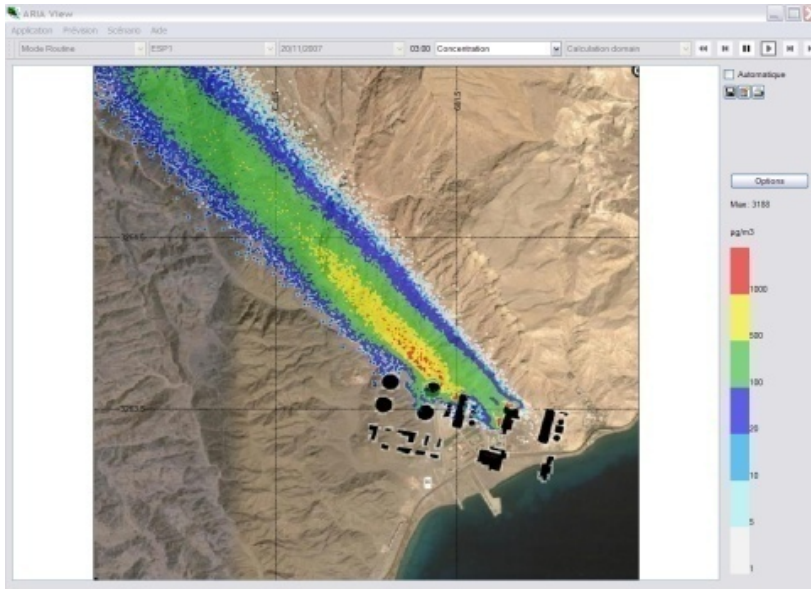 ARIA View
Application Prévision Scénario Aide
Mode Routine ESP1 20/11/2007 03:00 Concentration Calculation domain
Automatique
Options
Max : 3188
µg/m3
1000
500
100
20
10
5
1